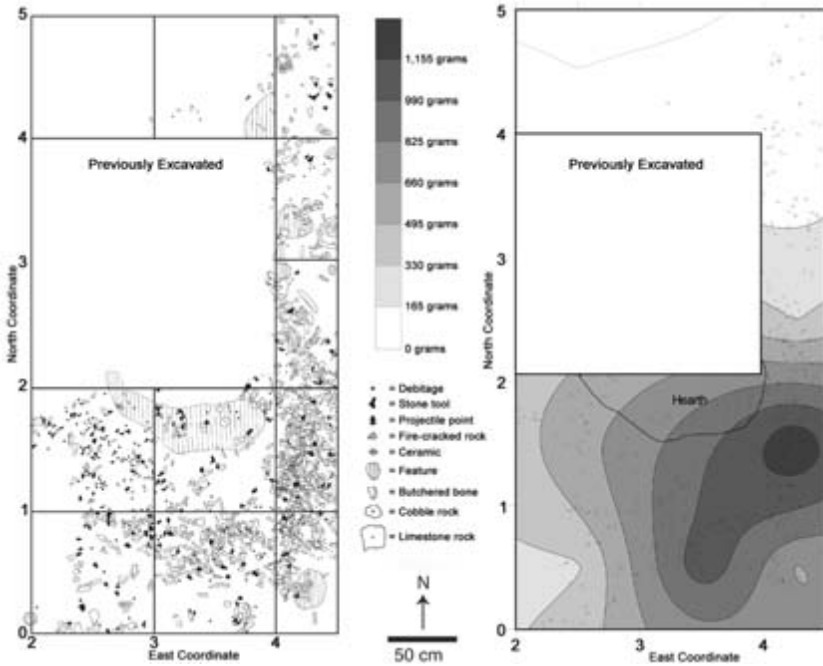 5
4
3
2
1
0
North Coordinate
Previously Excavated
2
3
4
East Coordinate
1,155 grams
990 grams
825 grams
660 grams
495 grams
330 grams
165 grams
0 grams
= Debitage
= Stone tool
= Projectile point
= Fire-cracked rock
= Ceramic
= Feature
= Butchered bone
= Cobble rock
= Limestone rock
N
50 cm
5
4
3
2
1
0
North Coordinate
Previously Excavated
Hearth
2
3
4
East Coordinate